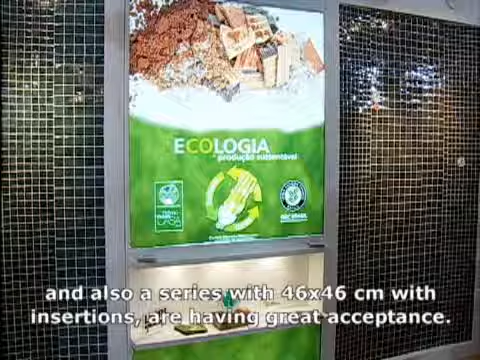 ECOLOGIA
produção sustentável
and also a series with 46x46 cm with
insertions, are having great acceptance.